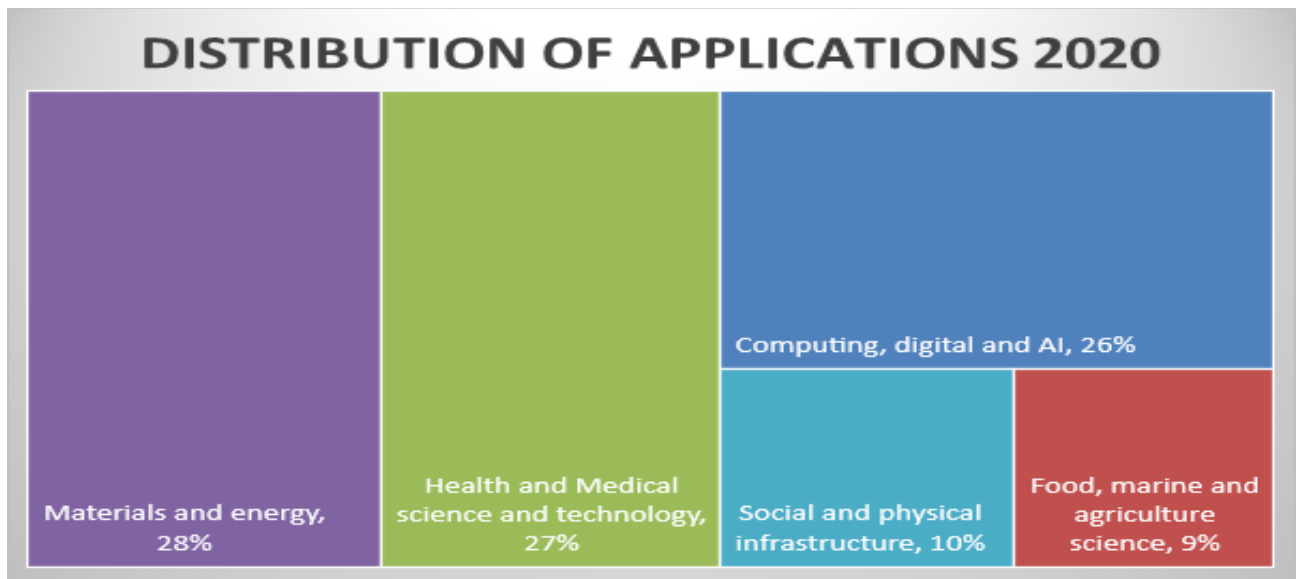 DISTRIBUTION OF APPLICATIONS 2020
Materials and energy,
28%
Health and Medical
science and technology,
27%
Computing, digital and AI, 26%
Social and physical
infrastructure, 10%
Food, marine and
agriculture
science, 9%